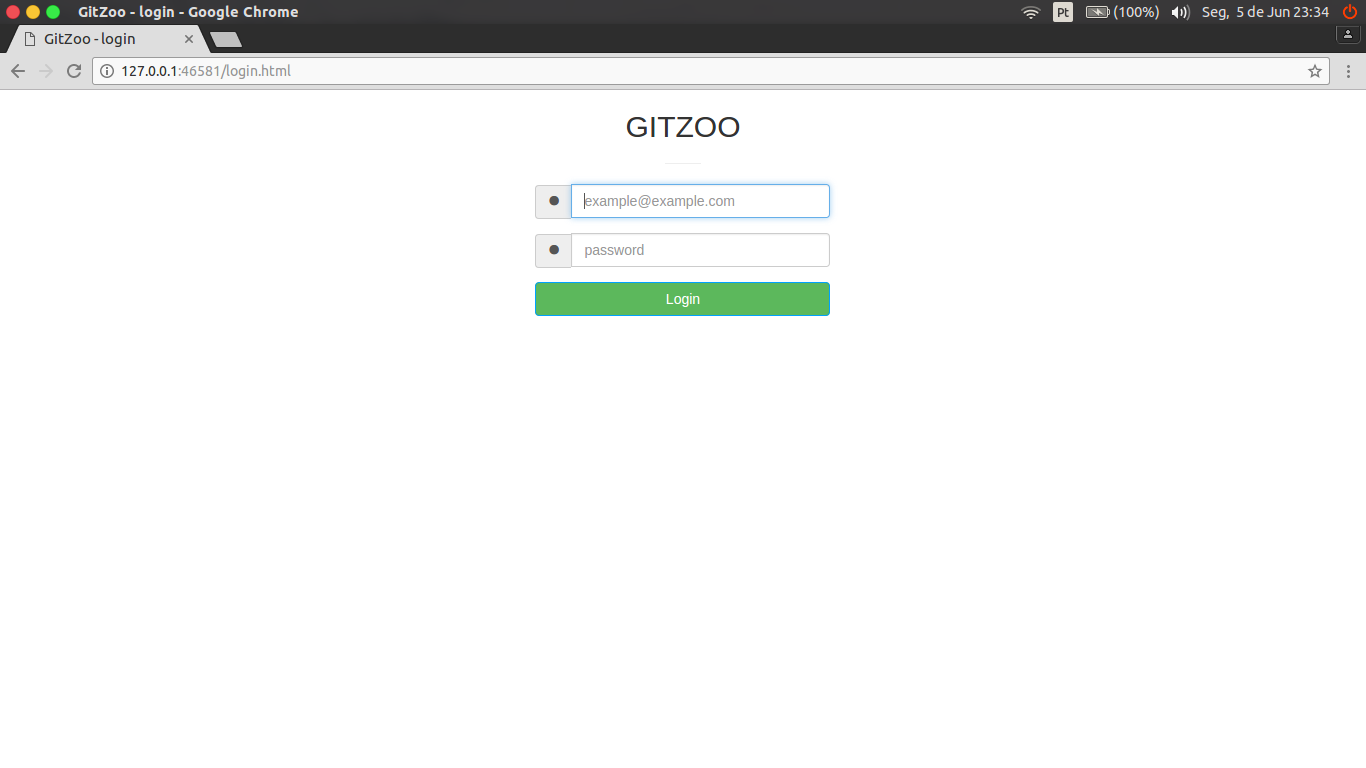 GitZoo - login - Google Chrome
Pt
(100%)
Seg, 5 de Jun 23:34
GitZoo - login
127.0.0.1:46581/login.html
GITZOO
example@example.com
password
Login